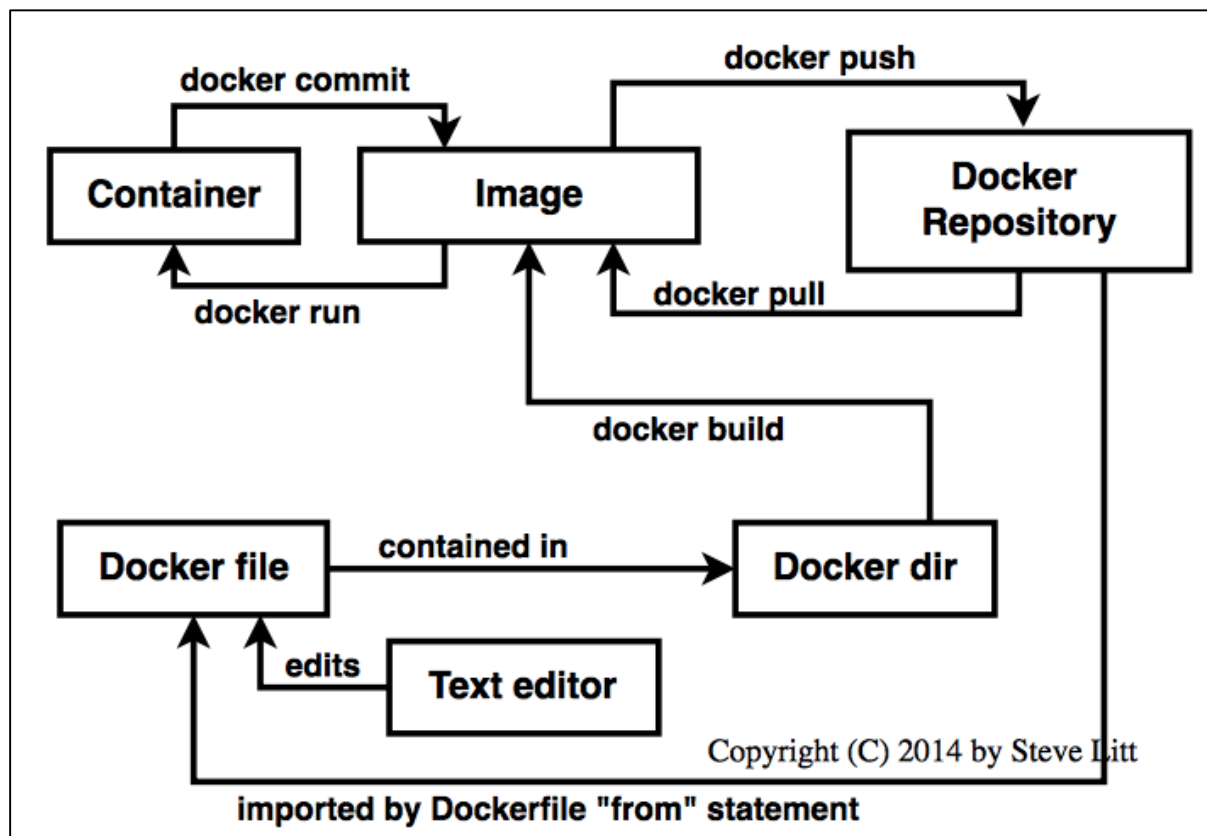 docker commit
docker push
Container
Image
Docker
Repository
docker run
docker pull
docker build
Docker file
contained in
Docker dir
edits
Text editor
Copyright (C) 2014 by Steve Litt
imported by Dockerfile "from" statement